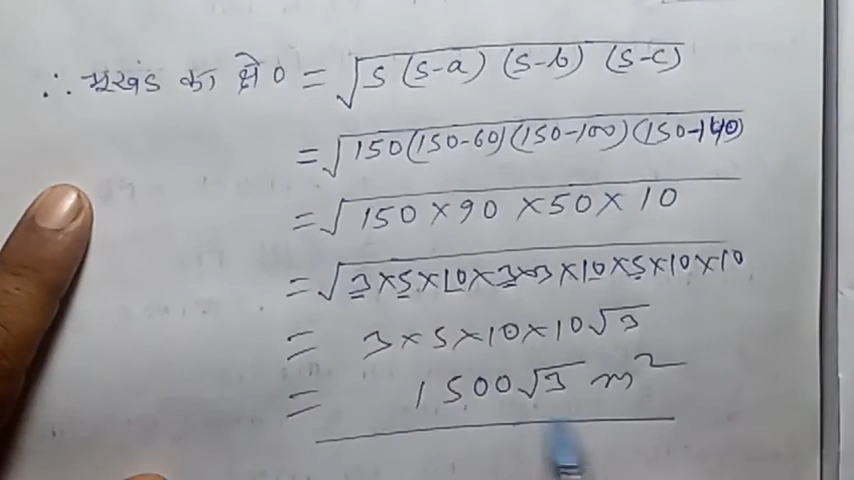 ∴ भूखंड का क्षे० = √s(s-a)(s-b)(s-c)
= √150(150-60)(150-100)(150-140)
= √150×90×50×10
= √3×5×10×3×3×10×5×10×10
= 3×5×10×10√3
= 1500√3 m²